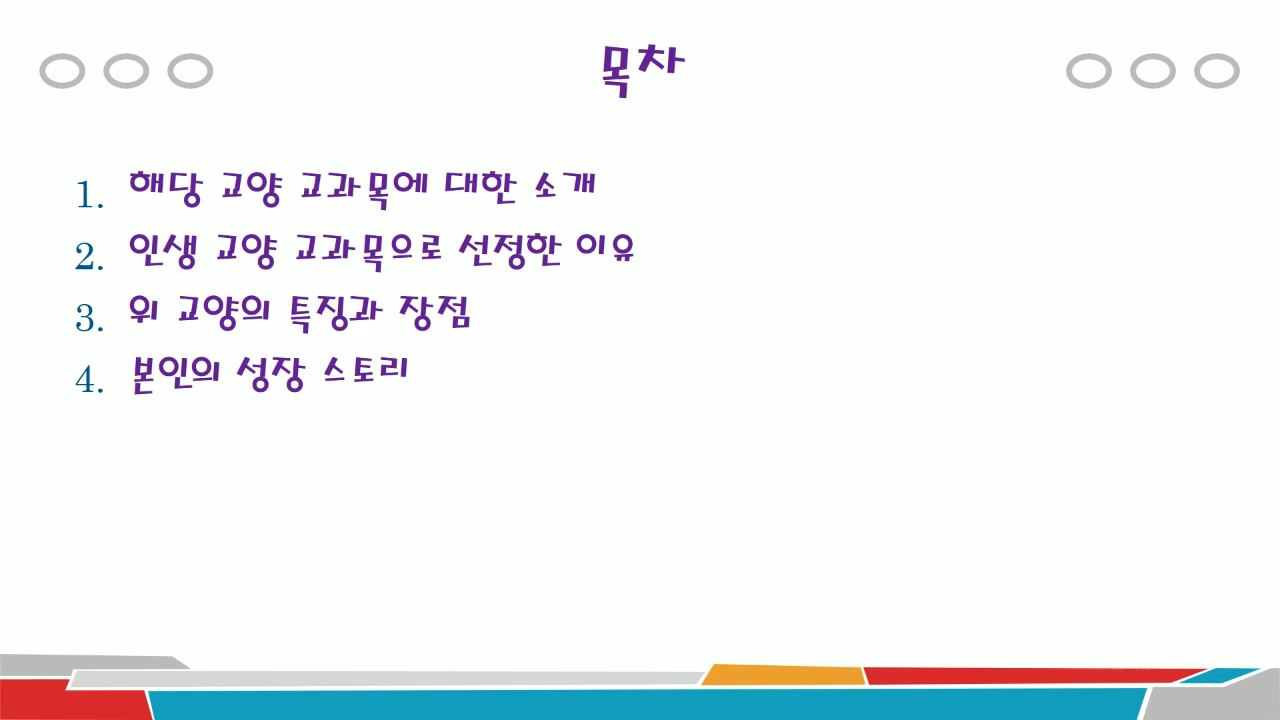 목차
1. 해당 교양 교과목에 대한 소개
2. 인생 교양 교과목으로 선정한 이유
3. 위 교양의 특징과 장점
4. 본인의 성장 스토리